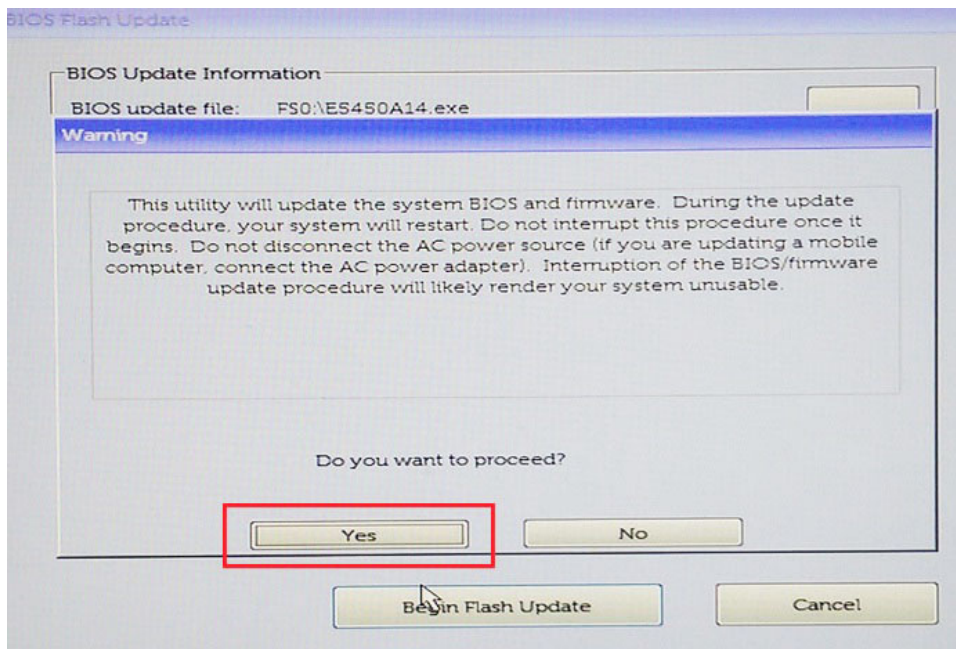 BIOS Flash Update
BIOS Update Information
BIOS update file: FS0:\E5450A14.exe
Warning
This utility will update the system BIOS and firmware. During the update
procedure, your system will restart. Do not interrupt this procedure once it
begins. Do not disconnect the AC power source (if you are updating a mobile
computer, connect the AC power adapter). Interruption of the BIOS/firmware
update procedure will likely render your system unusable.
Do you want to proceed?
Yes No
Begin Flash Update Cancel